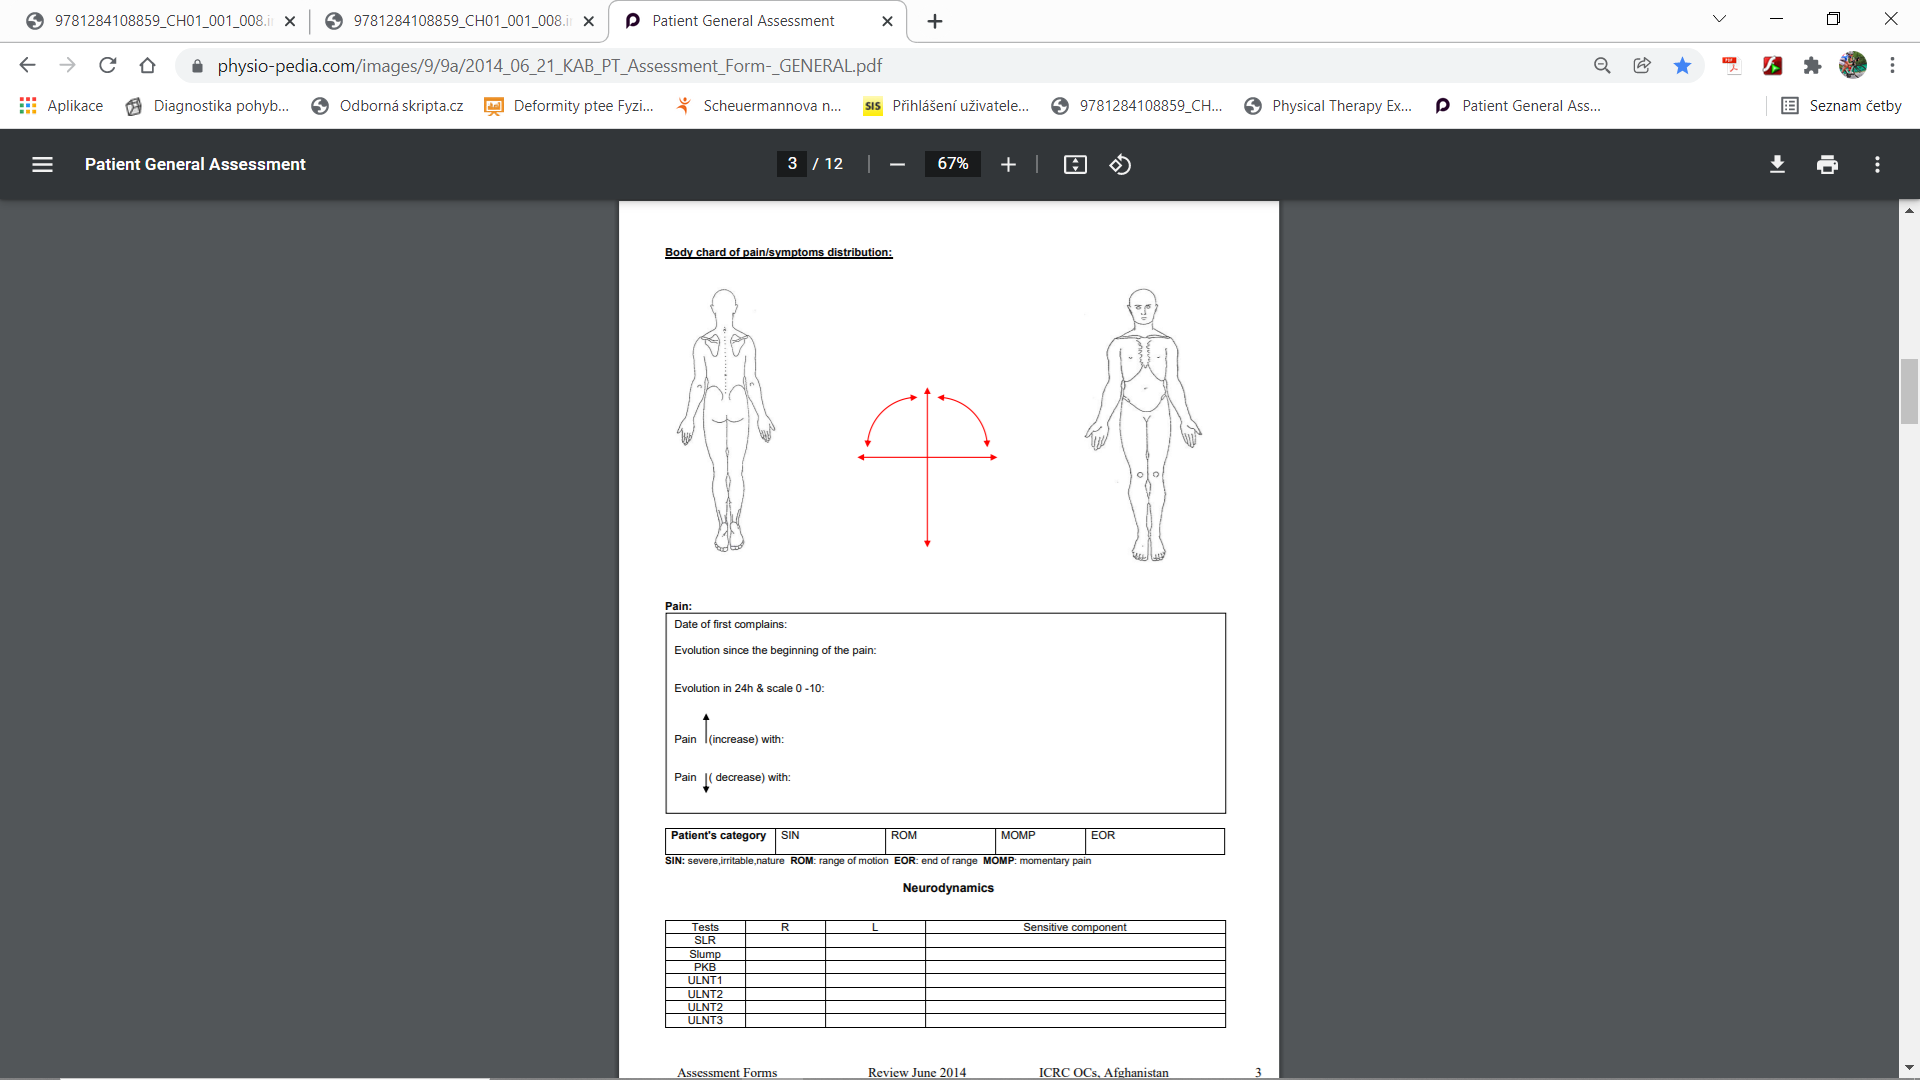 9781284108859_CH01_001_008.i
9781284108859_CH01_001_008.i
Patient General Assessment
physio-pedia.com/images/9/9a/2014_06_21_KAB_PT_Assessment_Form-_GENERAL.pdf
Aplikace
Diagnostika pohyb...
Odborná skripta.cz
Deformity ptee Fyzi...
Scheuermannova n...
SIS Přihlášení uživatele...
9781284108859_CH...
Physical Therapy Ex...
Patient General Ass...
Seznam četby
Patient General Assessment
3 / 12
67%
Body chard of pain/symptoms distribution:
Pain:
Date of first complains:
Evolution since the beginning of the pain:
Evolution in 24h & scale 0 -10:
Pain (increase) with:
Pain ( decrease) with:
Patient's category SIN ROM MOMP EOR
SIN: severe,irritable,nature ROM: range of motion EOR: end of range MOMP: momentary pain
Neurodynamics
Tests R L Sensitive component
SLR
Slump
PKB
ULNT1
ULNT2
ULNT2
ULNT3
Assessment Forms Review June 2014 ICRC OCs, Afghanistan 3